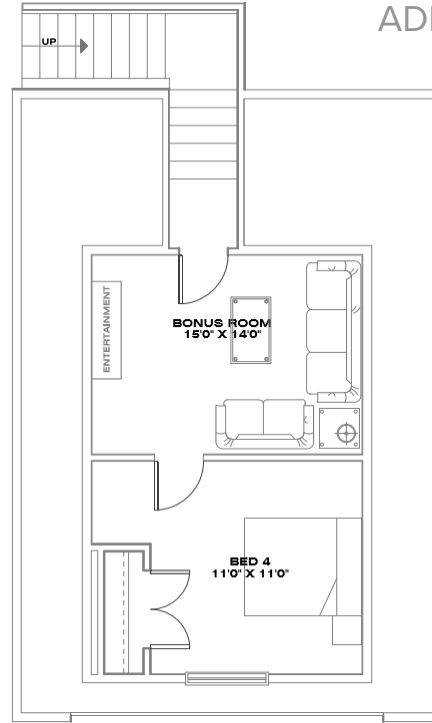 UP
ENTERTAINMENT
BONUS ROOM
15'0" X 14'0"
BED 4
11'0" X 11'0"